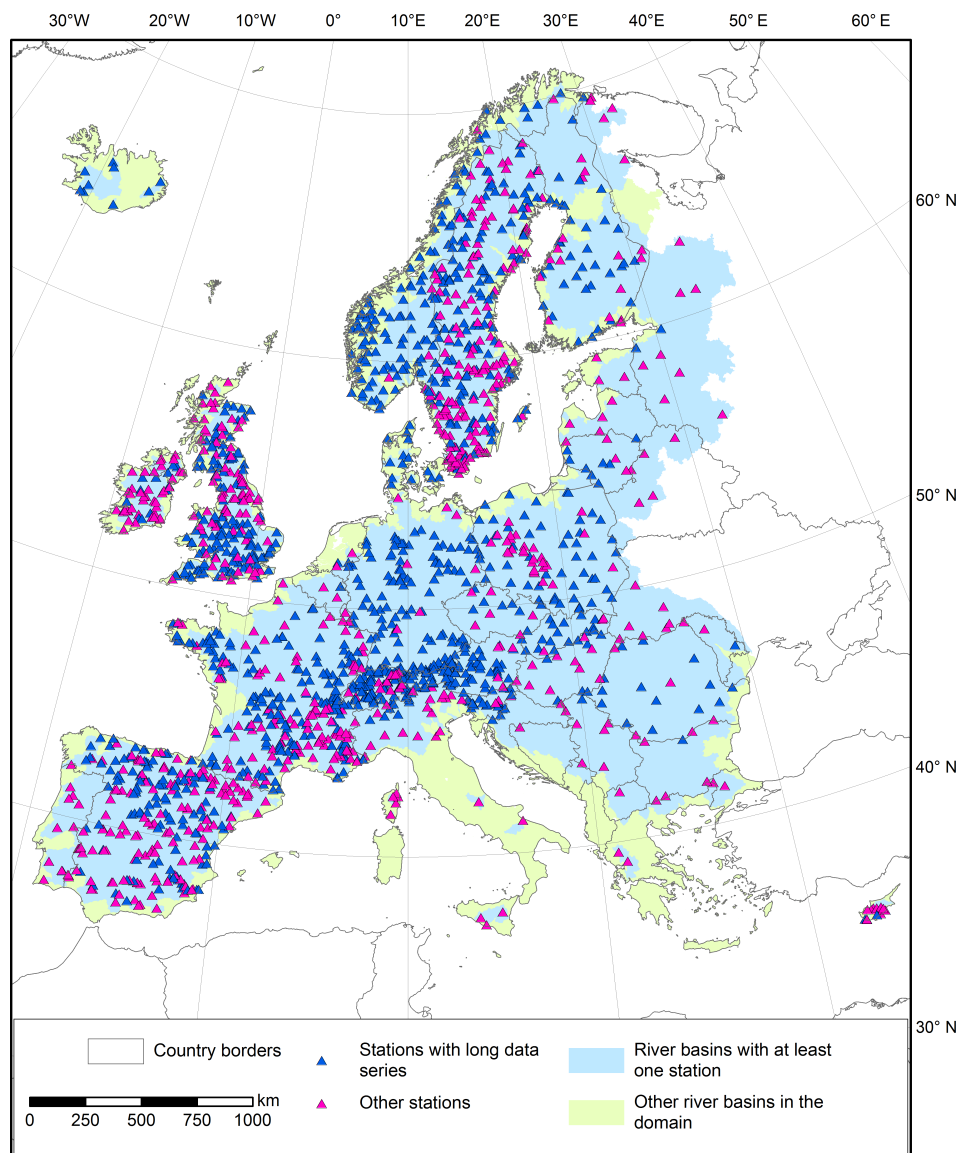 30°W 20°W 10°W 0° 10°E 20°E 30°E 40°E 50°E 60° E
60° N
50° N
40° N
30° N
Country borders
Stations with long data
series
River basins with at least
one station
Other stations
Other river basins in the
domain
km
0 250 500 750 1000